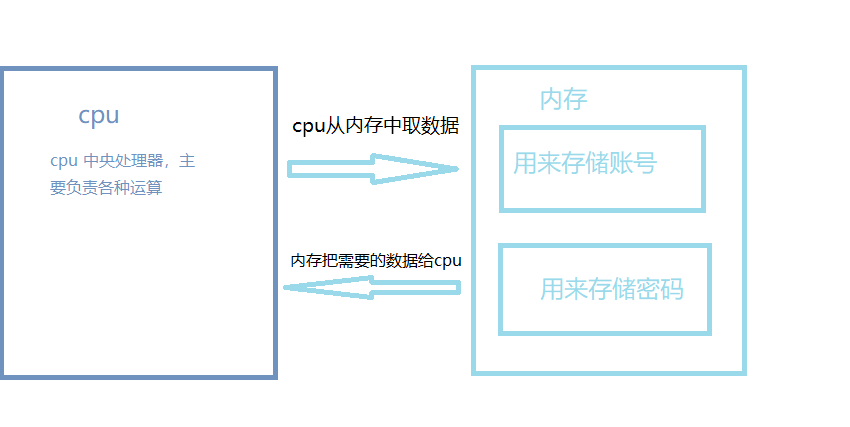 cpu
cpu 中央处理器，主
要负责各种运算
cpu从内存中取数据
内存把需要的数据给cpu
内存
用来存储账号
用来存储密码